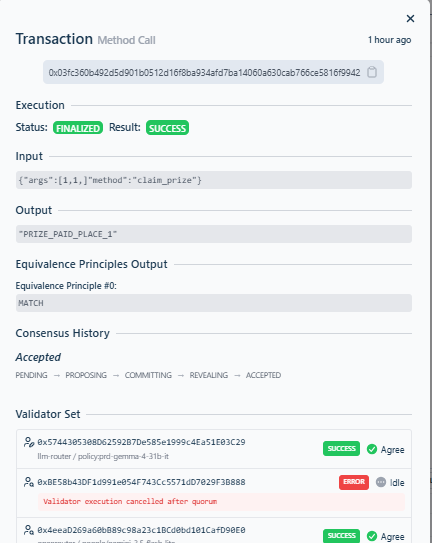 Transaction Method Call
1 hour ago
0x03fc360b492d5d901b0512d16f8ba934afd7ba14060a630cab766ce5816f9942
Execution
Status: FINALIZED Result: SUCCESS
Input
{"args":[1,1,]"method":"claim_prize"}
Output
"PRIZE_PAID_PLACE_1"
Equivalence Principles Output
Equivalence Principle #0:
MATCH
Consensus History
Accepted
PENDING → PROPOSING → COMMITTING → REVEALING → ACCEPTED
Validator Set
0x5744305308D62592B7De585e1999c4Ea51E03C29
SUCCESS Agree
llm-router / policy:prd-gemma-4-31b-it
0xBE58b43DF1d991e054F743Cc5571dD7029F3B888
ERROR Idle
Validator execution cancelled after quorum
0x4eeaD269a60bB89c98a23c1BCd0bd101CafD90E0
SUCCESS Agree